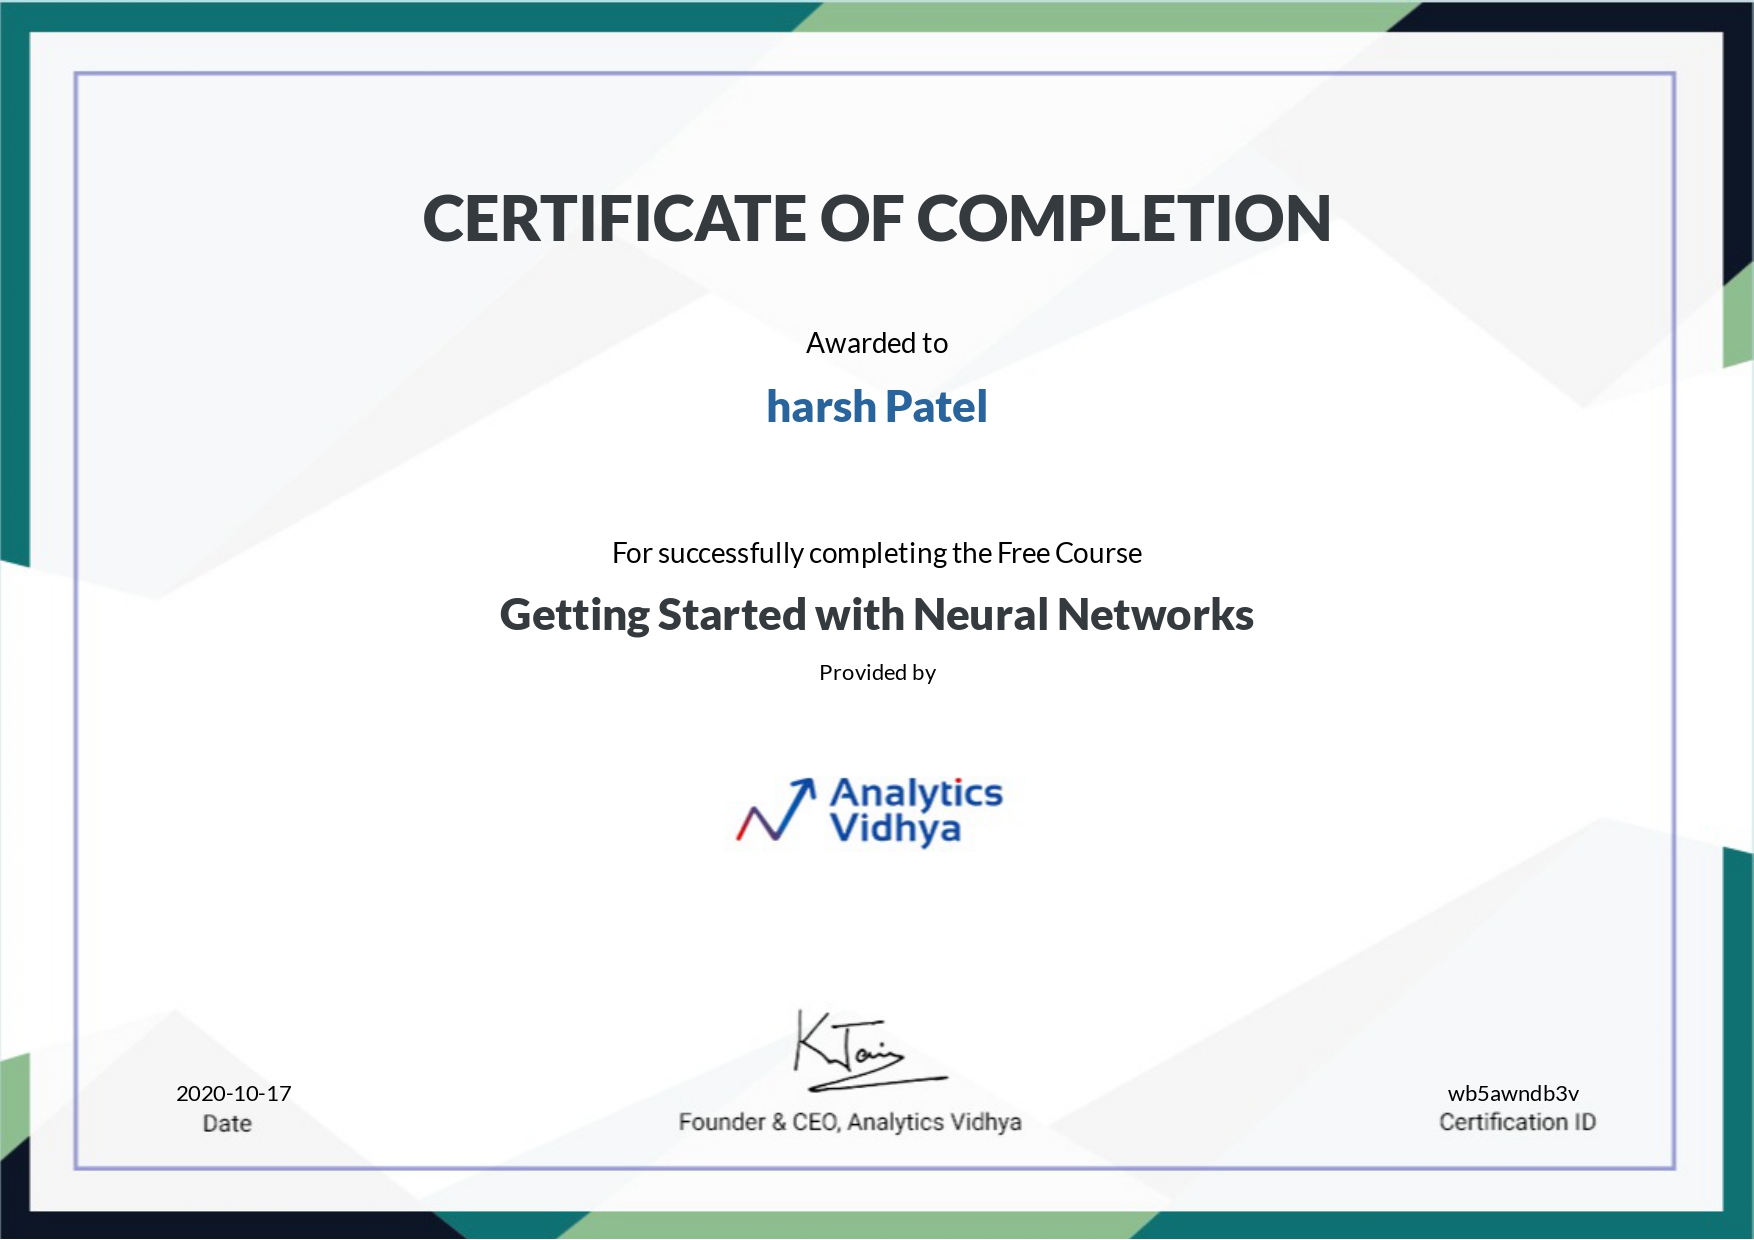 CERTIFICATE OF COMPLETION
Awarded to
harsh Patel
For successfully completing the Free Course
Getting Started with Neural Networks
Provided by
Analytics
Vidhya
KJain
2020-10-17
Date
Founder & CEO, Analytics Vidhya
wb5awndb3v
Certification ID